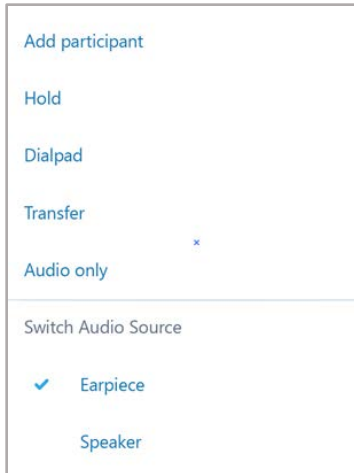 Add participant
Hold
Dialpad
Transfer
Audio only
Switch Audio Source
Earpiece
Speaker